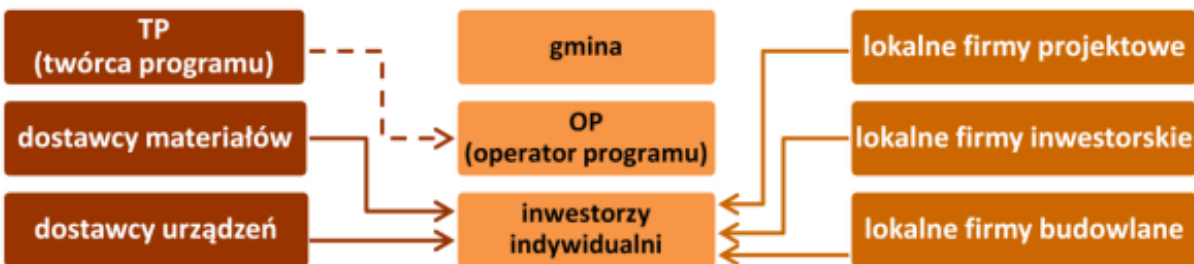 TP
(twórca programu)
gmina
lokalne firmy projektowe
dostawcy materiałów
OP
(operator programu)
lokalne firmy inwestorskie
dostawcy urządzeń
inwestorzy
indywidualni
lokalne firmy budowlane